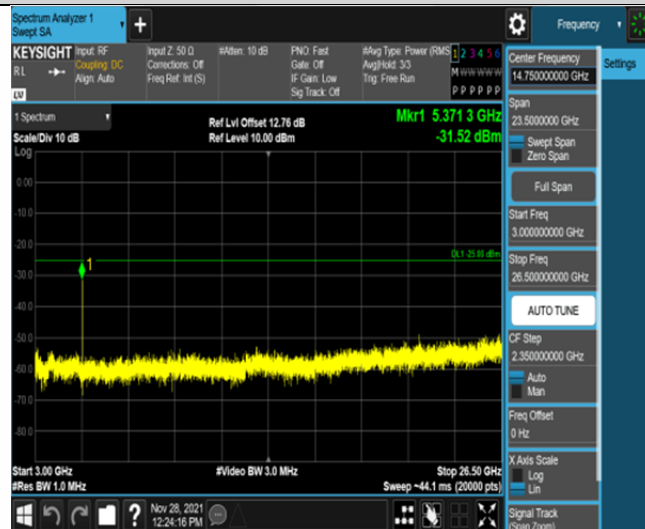 Spectrum Analyzer 1
Swept SA
Frequency
KEYSIGHT
RL
Input: RF
Coupling: DC
Align: Auto
Input Z: 50 Ω
Corrections: Off
Freq Ref: Int (S)
#Atten: 10 dB
PNO: Fast
Gate: Off
IF Gain: Low
Sig Track: Off
#Avg Type: Power (RMS
Avg|Hold: 3/3
Trig: Free Run
1 2 3 4 5 6
M W W W W W
P P P P P P
LXI
1 Spectrum
Scale/Div 10 dB
Ref Lvl Offset 12.76 dB
Ref Level 10.00 dBm
Mkr1 5.371 3 GHz
-31.52 dBm
Log
0.00
-10.0
-20.0
-30.0
-40.0
-50.0
-60.0
-70.0
-80.0
DL1 -25.00 dBm
1
Start 3.00 GHz
#Res BW 1.0 MHz
#Video BW 3.0 MHz
Stop 26.50 GHz
Sweep ~44.1 ms (20000 pts)
Nov 28, 2021
12:24:16 PM
Center Frequency
14.750000000 GHz
Settings
Span
23.5000000 GHz
Swept Span
Zero Span
Full Span
Start Freq
3.000000000 GHz
Stop Freq
26.500000000 GHz
AUTO TUNE
CF Step
2.350000000 GHz
Auto
Man
Freq Offset
0 Hz
X Axis Scale
Log
Lin
Signal Track
(Span Zoom)